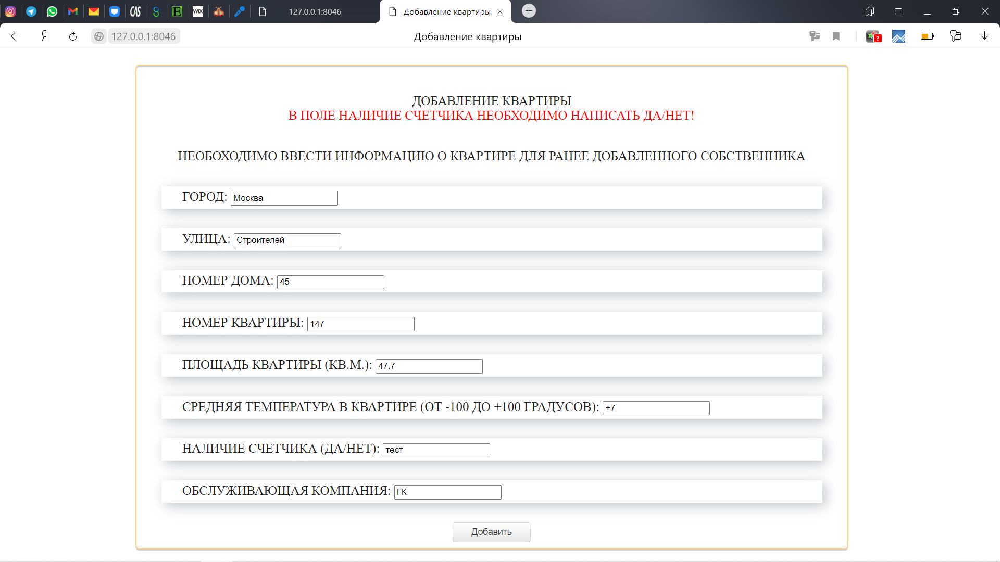 CAS
E
WIX
127.0.0.1:8046
Добавление квартиры
Я
127.0.0.1:8046
Добавление квартиры
?
ДОБАВЛЕНИЕ КВАРТИРЫ
В ПОЛЕ НАЛИЧИЕ СЧЕТЧИКА НЕОБХОДИМО НАПИСАТЬ ДА/НЕТ!
НЕОБОХОДИМО ВВЕСТИ ИНФОРМАЦИЮ О КВАРТИРЕ ДЛЯ РАНЕЕ ДОБАВЛЕННОГО СОБСТВЕННИКА
ГОРОД: Москва
УЛИЦА: Строителей
НОМЕР ДОМА: 45
НОМЕР КВАРТИРЫ: 147
ПЛОЩАДЬ КВАРТИРЫ (КВ.М.): 47.7
СРЕДНЯЯ ТЕМПЕРАТУРА В КВАРТИРЕ (ОТ -100 ДО +100 ГРАДУСОВ): +7
НАЛИЧИЕ СЧЕТЧИКА (ДА/НЕТ): тест
ОБСЛУЖИВАЮЩАЯ КОМПАНИЯ: ГК
Добавить